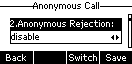 Anonymous Call
2.Anonymous Rejection:
disable
Back Switch Save